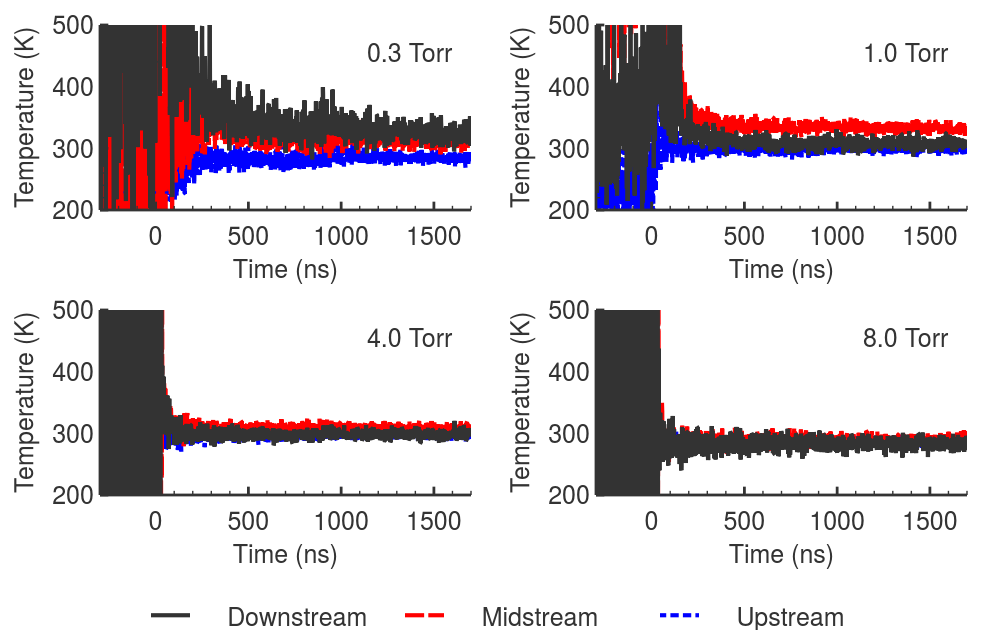 500
400
300
200
Temperature (K)
0.3 Torr
0 500 1000 1500
Time (ns)
500
400
300
200
Temperature (K)
1.0 Torr
0 500 1000 1500
Time (ns)
500
400
300
200
Temperature (K)
4.0 Torr
0 500 1000 1500
Time (ns)
500
400
300
200
Temperature (K)
8.0 Torr
0 500 1000 1500
Time (ns)
Downstream Midstream Upstream